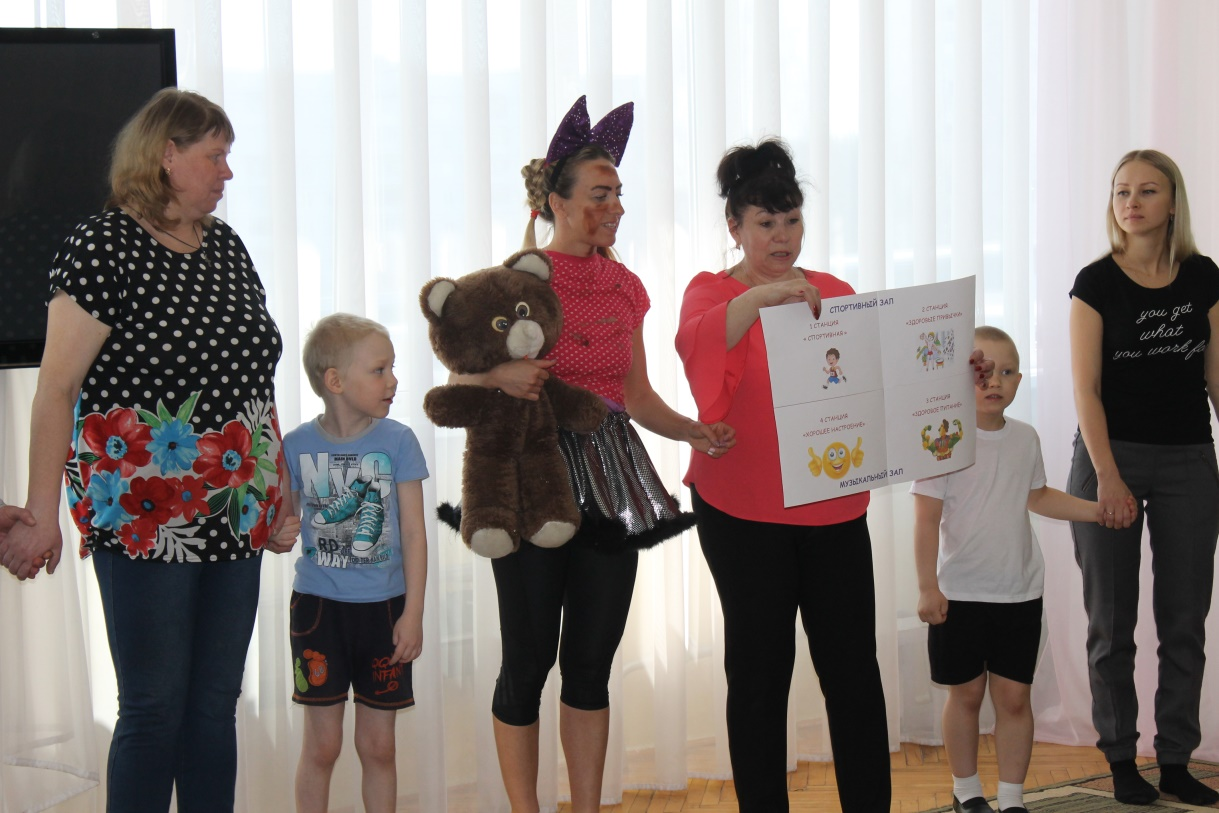 NYC
RD
WAY
СПОРТИВНЫЙ ЗАЛ
1 СТАНЦИЯ
«СПОРТИВНАЯ»
2 СТАНЦИЯ
«ЗДОРОВЫЕ ПРИВЫЧКИ»
4 СТАНЦИЯ
«ХОРОШЕЕ НАСТРОЕНИЕ»
3 СТАНЦИЯ
«ЗДОРОВОЕ ПИТАНИЕ»
МУЗЫКАЛЬНЫЙ ЗАЛ
you get
what
you work